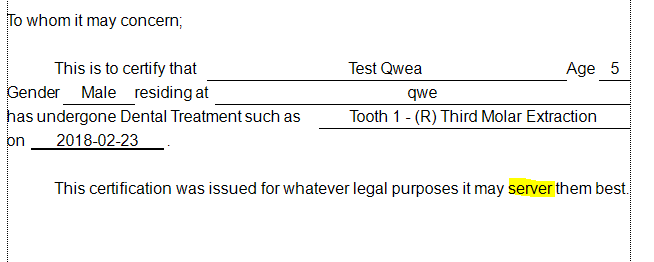 To whom it may concern;
This is to certify that Test Qwea Age 5
Gender Male residing at qwe
has undergone Dental Treatment such as Tooth 1 - (R) Third Molar Extraction
on 2018-02-23 .
This certification was issued for whatever legal purposes it may server them best.